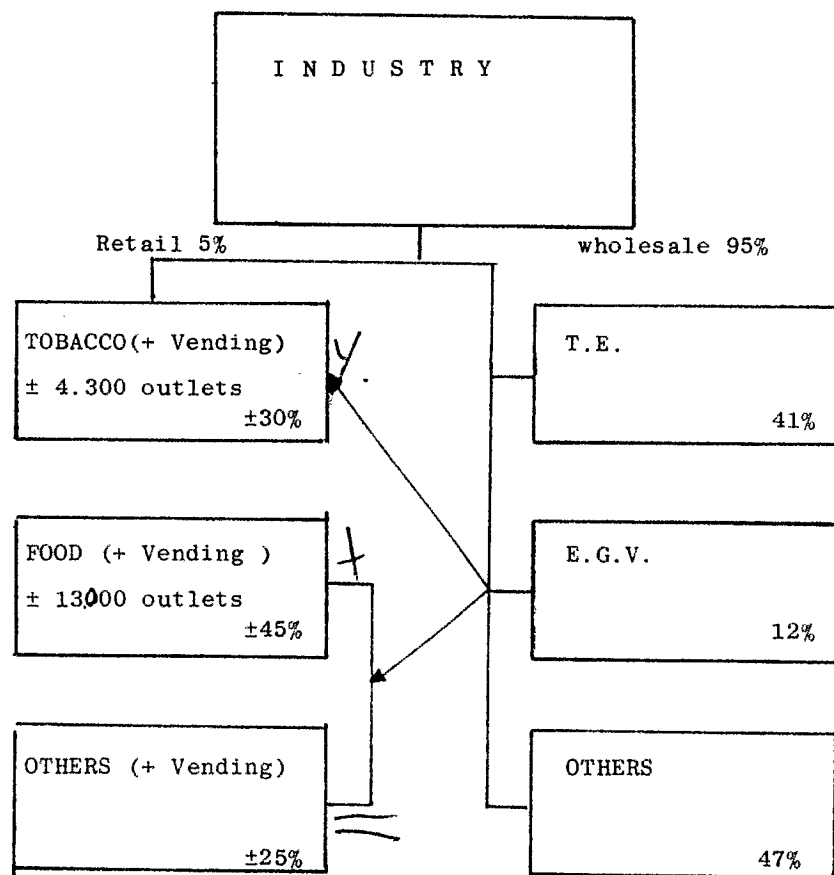 I N D U S T R Y
Retail 5%
wholesale 95%
TOBACCO(+ Vending)
± 4.300 outlets
±30%
T.E.
41%
FOOD (+ Vending )
± 13000 outlets
±45%
E.G.V.
12%
OTHERS (+ Vending)
±25%
OTHERS
47%